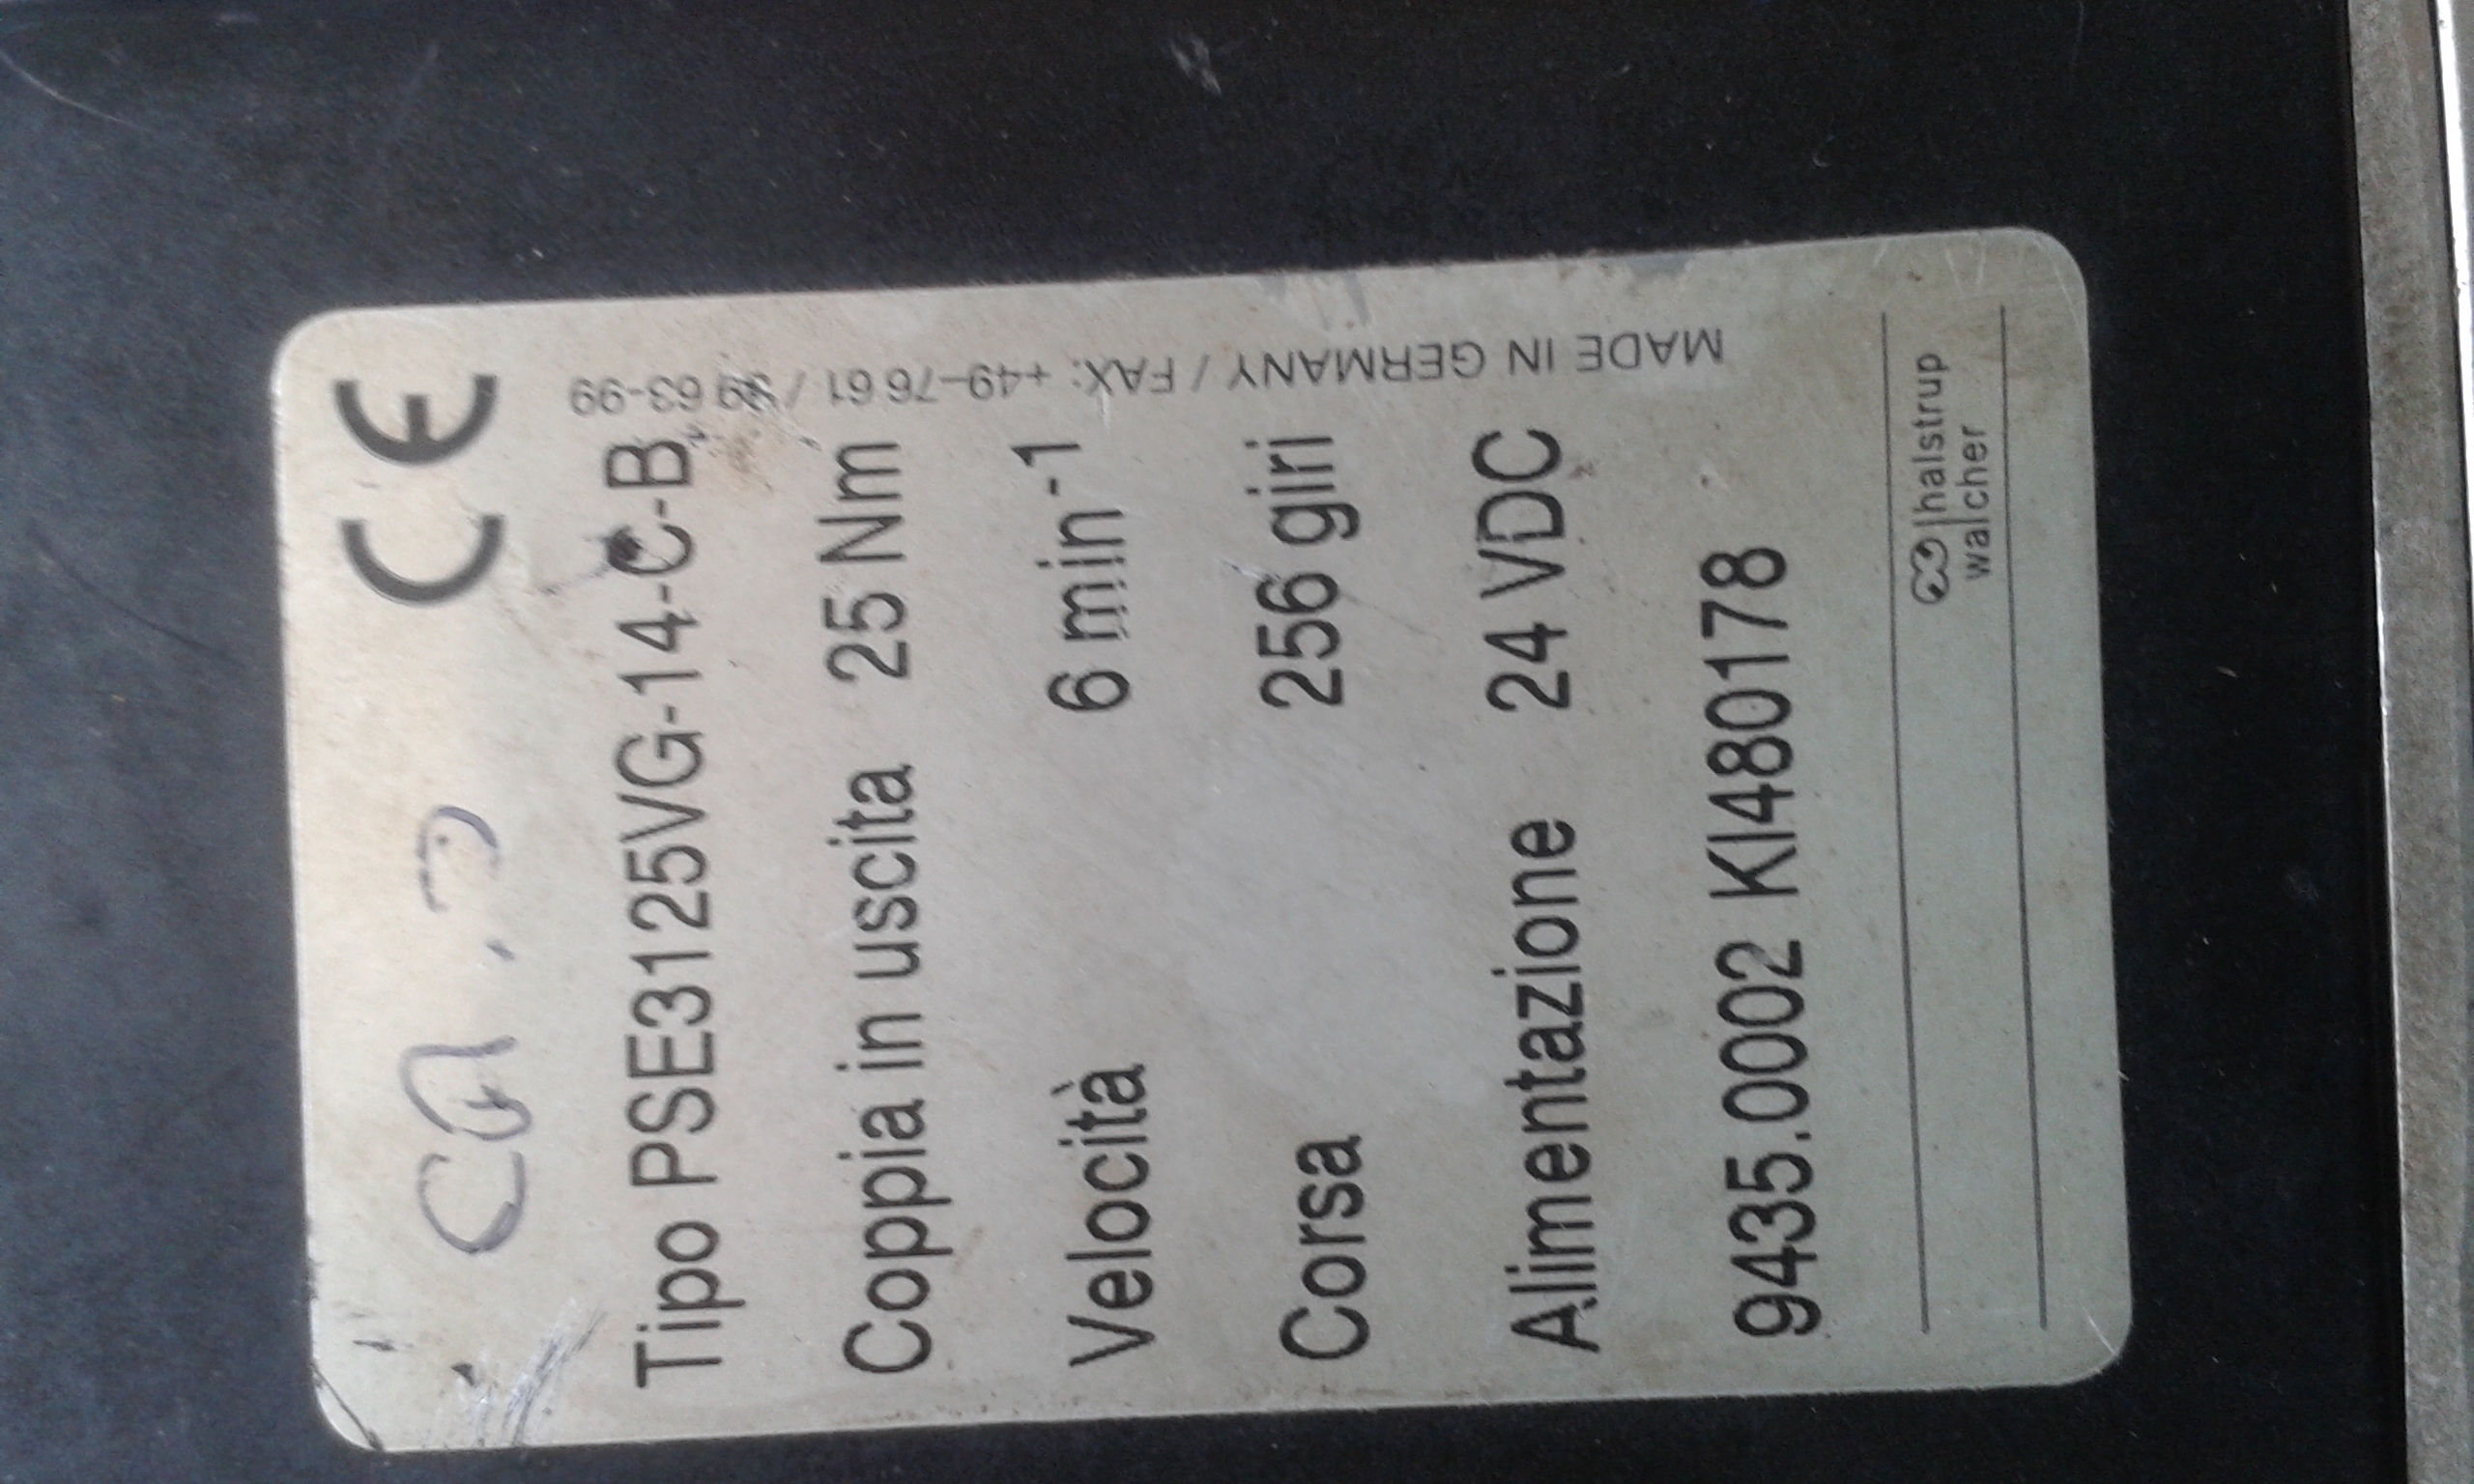 CE
Tipo PSE3125VG-14-C-B
Coppia in uscita 25 Nm
Velocità 6 min⁻¹
Corsa 256 giri
Alimentazione 24 VDC
9435.0002 KI480178
halstrup
walcher
MADE IN GERMANY / FAX: +49-76 61 / 39 63-99